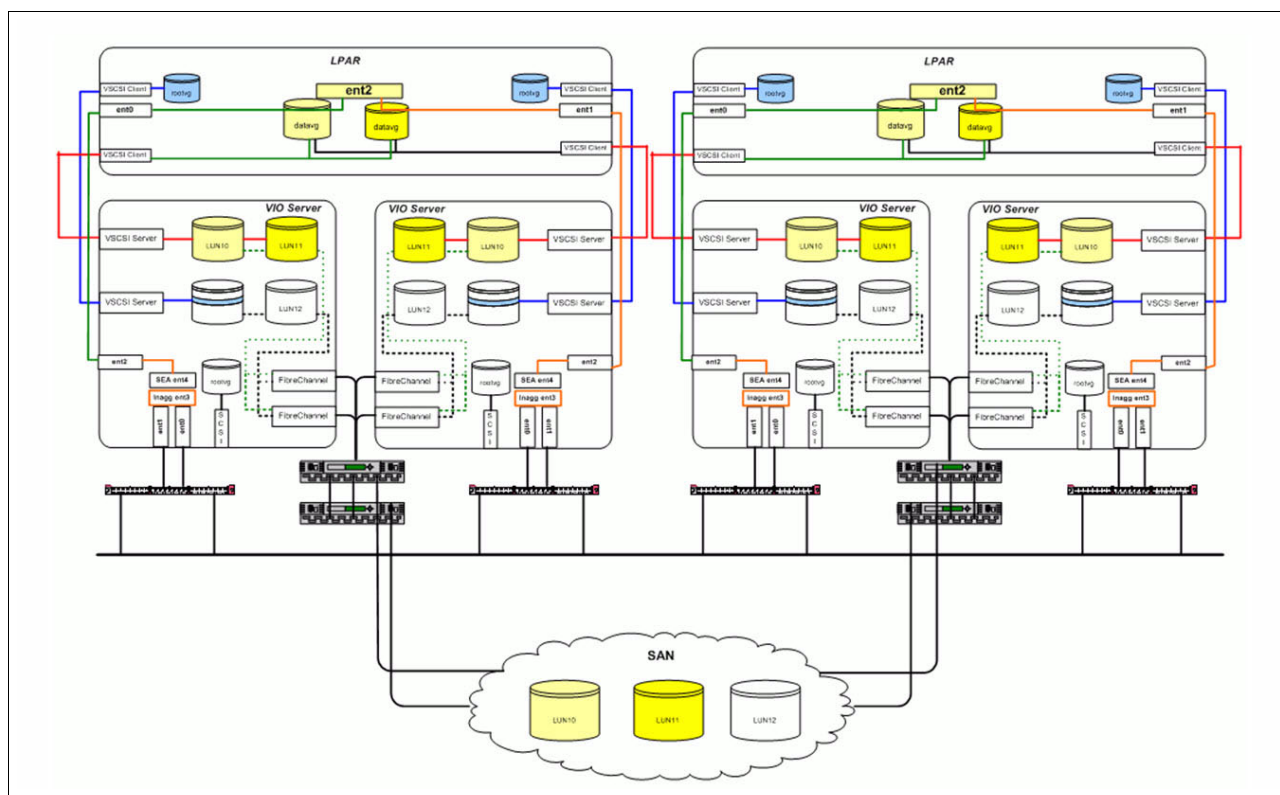 LPAR
VSCSI Client
rootvg
ent2
rootvg
VSCSI Client
ent0
datavg
datavg
ent1
VSCSI Client
VSCSI Client
LPAR
VSCSI Client
rootvg
ent2
rootvg
VSCSI Client
ent0
datavg
datavg
ent1
VSCSI Client
VSCSI Client
VIO Server
VSCSI Server
LUN10
LUN11
VSCSI Server
LUN12
ent2
SEA ent4
lnagg ent3
rootvg
SCSI
FibreChannel
FibreChannel
VIO Server
LUN11
LUN10
VSCSI Server
LUN12
VSCSI Server
FibreChannel
FibreChannel
rootvg
SCSI
ent2
SEA ent4
lnagg ent3
ent0
ent1
VIO Server
VSCSI Server
LUN10
LUN11
VSCSI Server
LUN12
ent2
SEA ent4
lnagg ent3
rootvg
SCSI
FibreChannel
FibreChannel
VIO Server
LUN11
LUN10
VSCSI Server
LUN12
VSCSI Server
FibreChannel
FibreChannel
rootvg
SCSI
ent2
SEA ent4
lnagg ent3
ent0
ent1
SAN
LUN10
LUN11
LUN12